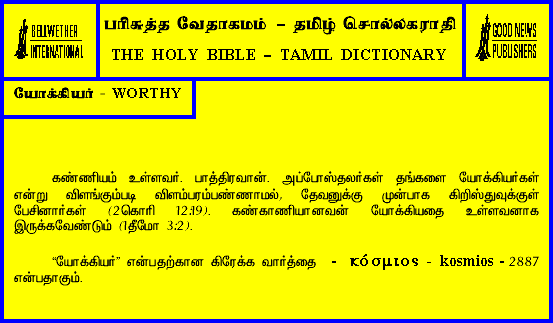 BELLWETHER
INTERNATIONAL
பரிசுத்த வேதாகமம் – தமிழ் சொல்லகராதி
THE HOLY BIBLE – TAMIL DICTIONARY
GOOD NEWS
PUBLISHERS
யோக்கியர் - WORTHY
கண்ணியம் உள்ளவர். பாத்திரவான். அப்போஸ்தலர்கள் தங்களை யோக்கியர்கள்
என்று விளங்கும்படி விளம்பரம்பண்ணாமல், தேவனுக்கு முன்பாக கிறிஸ்துவுக்குள்
பேசினார்கள் (2கொரி 12:19). கண்காணியானவன் யோக்கியதை உள்ளவனாக
இருக்கவேண்டும் (1தீமோ 3:2).
“யோக்கியர்” என்பதற்கான கிரேக்க வார்த்தை - κόσμιος - kosmios - 2887
என்பதாகும்.